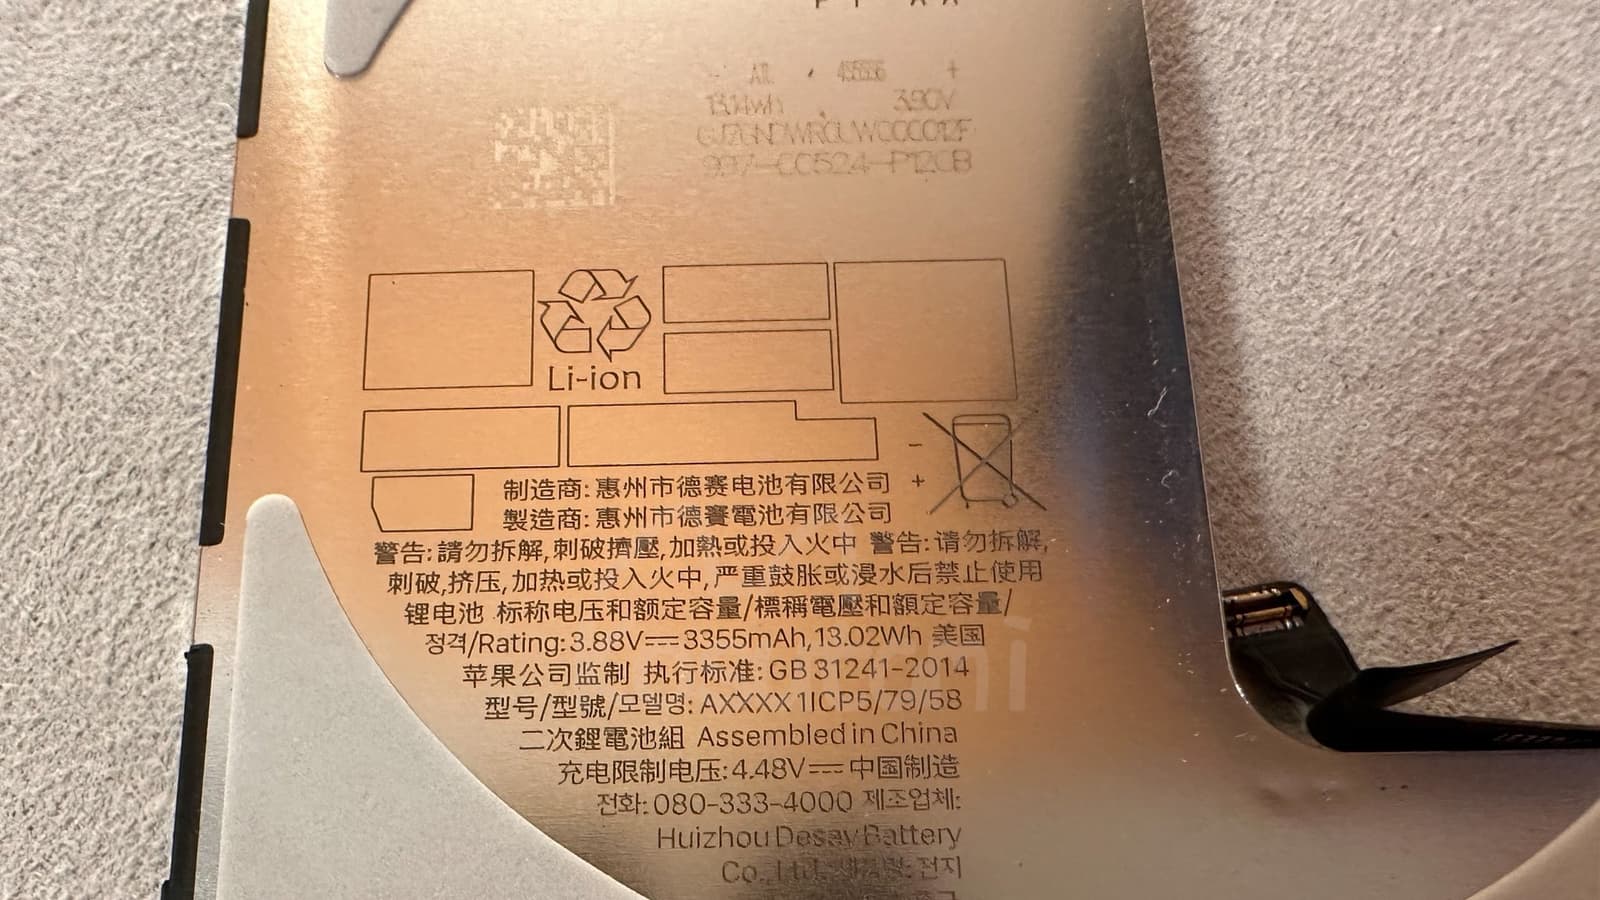 ATL
3.90V
Li-ion
-
制造商: 惠州市德赛电池有限公司 +
製造商: 惠州市德賽電池有限公司
警告: 請勿拆解, 刺破擠壓, 加熱或投入火中 警告: 请勿拆解,
刺破, 挤压, 加热或投入火中, 严重鼓胀或浸水后禁止使用
锂电池 标称电压和额定容量/標稱電壓和額定容量/
정격/Rating: 3.88V⎓3355mAh, 13.02Wh 美国
苹果公司监制 执行标准: GB 31241-2014
型号/型號/모델명: AXXXX 1ICP5/79/58
二次鋰電池組 Assembled in China
充电限制电压: 4.48V⎓中国制造
전화: 080-333-4000 제조업체:
Huizhou Desay Battery
Co., Ltd. 전지